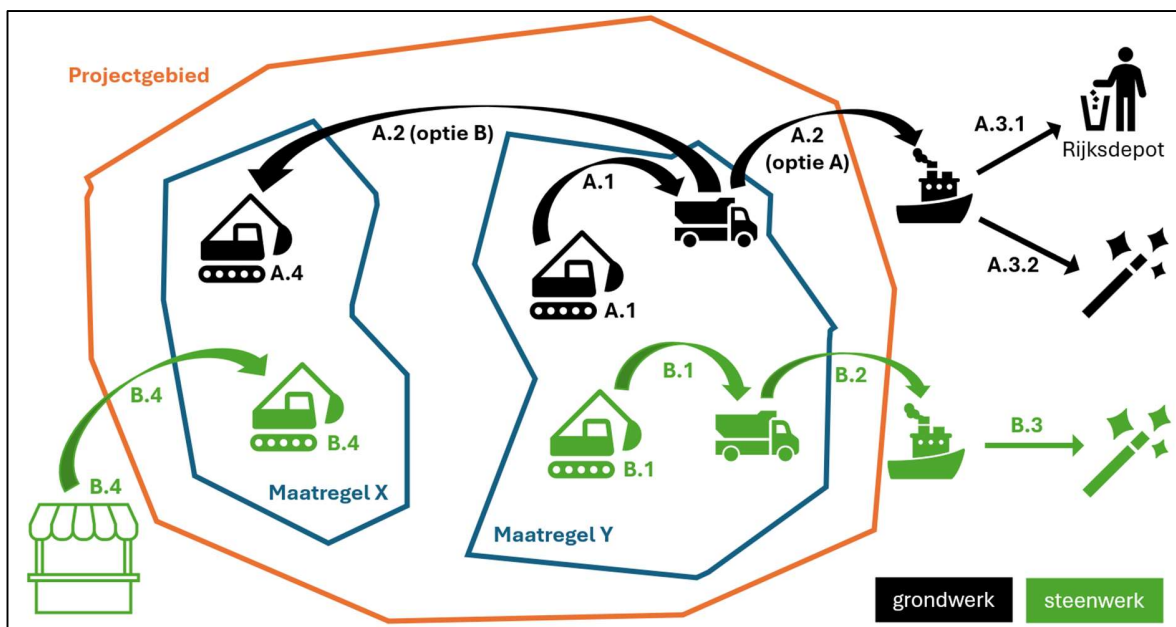 Projectgebied
A.2 (optie B)
A.2
(optie A)
A.3.1
Rijksdepot
A.1
A.3.2
A.4
A.1
B.4
B.1
B.2
B.3
B.4
B.1
B.4
Maatregel X
Maatregel Y
grondwerk
steenwerk